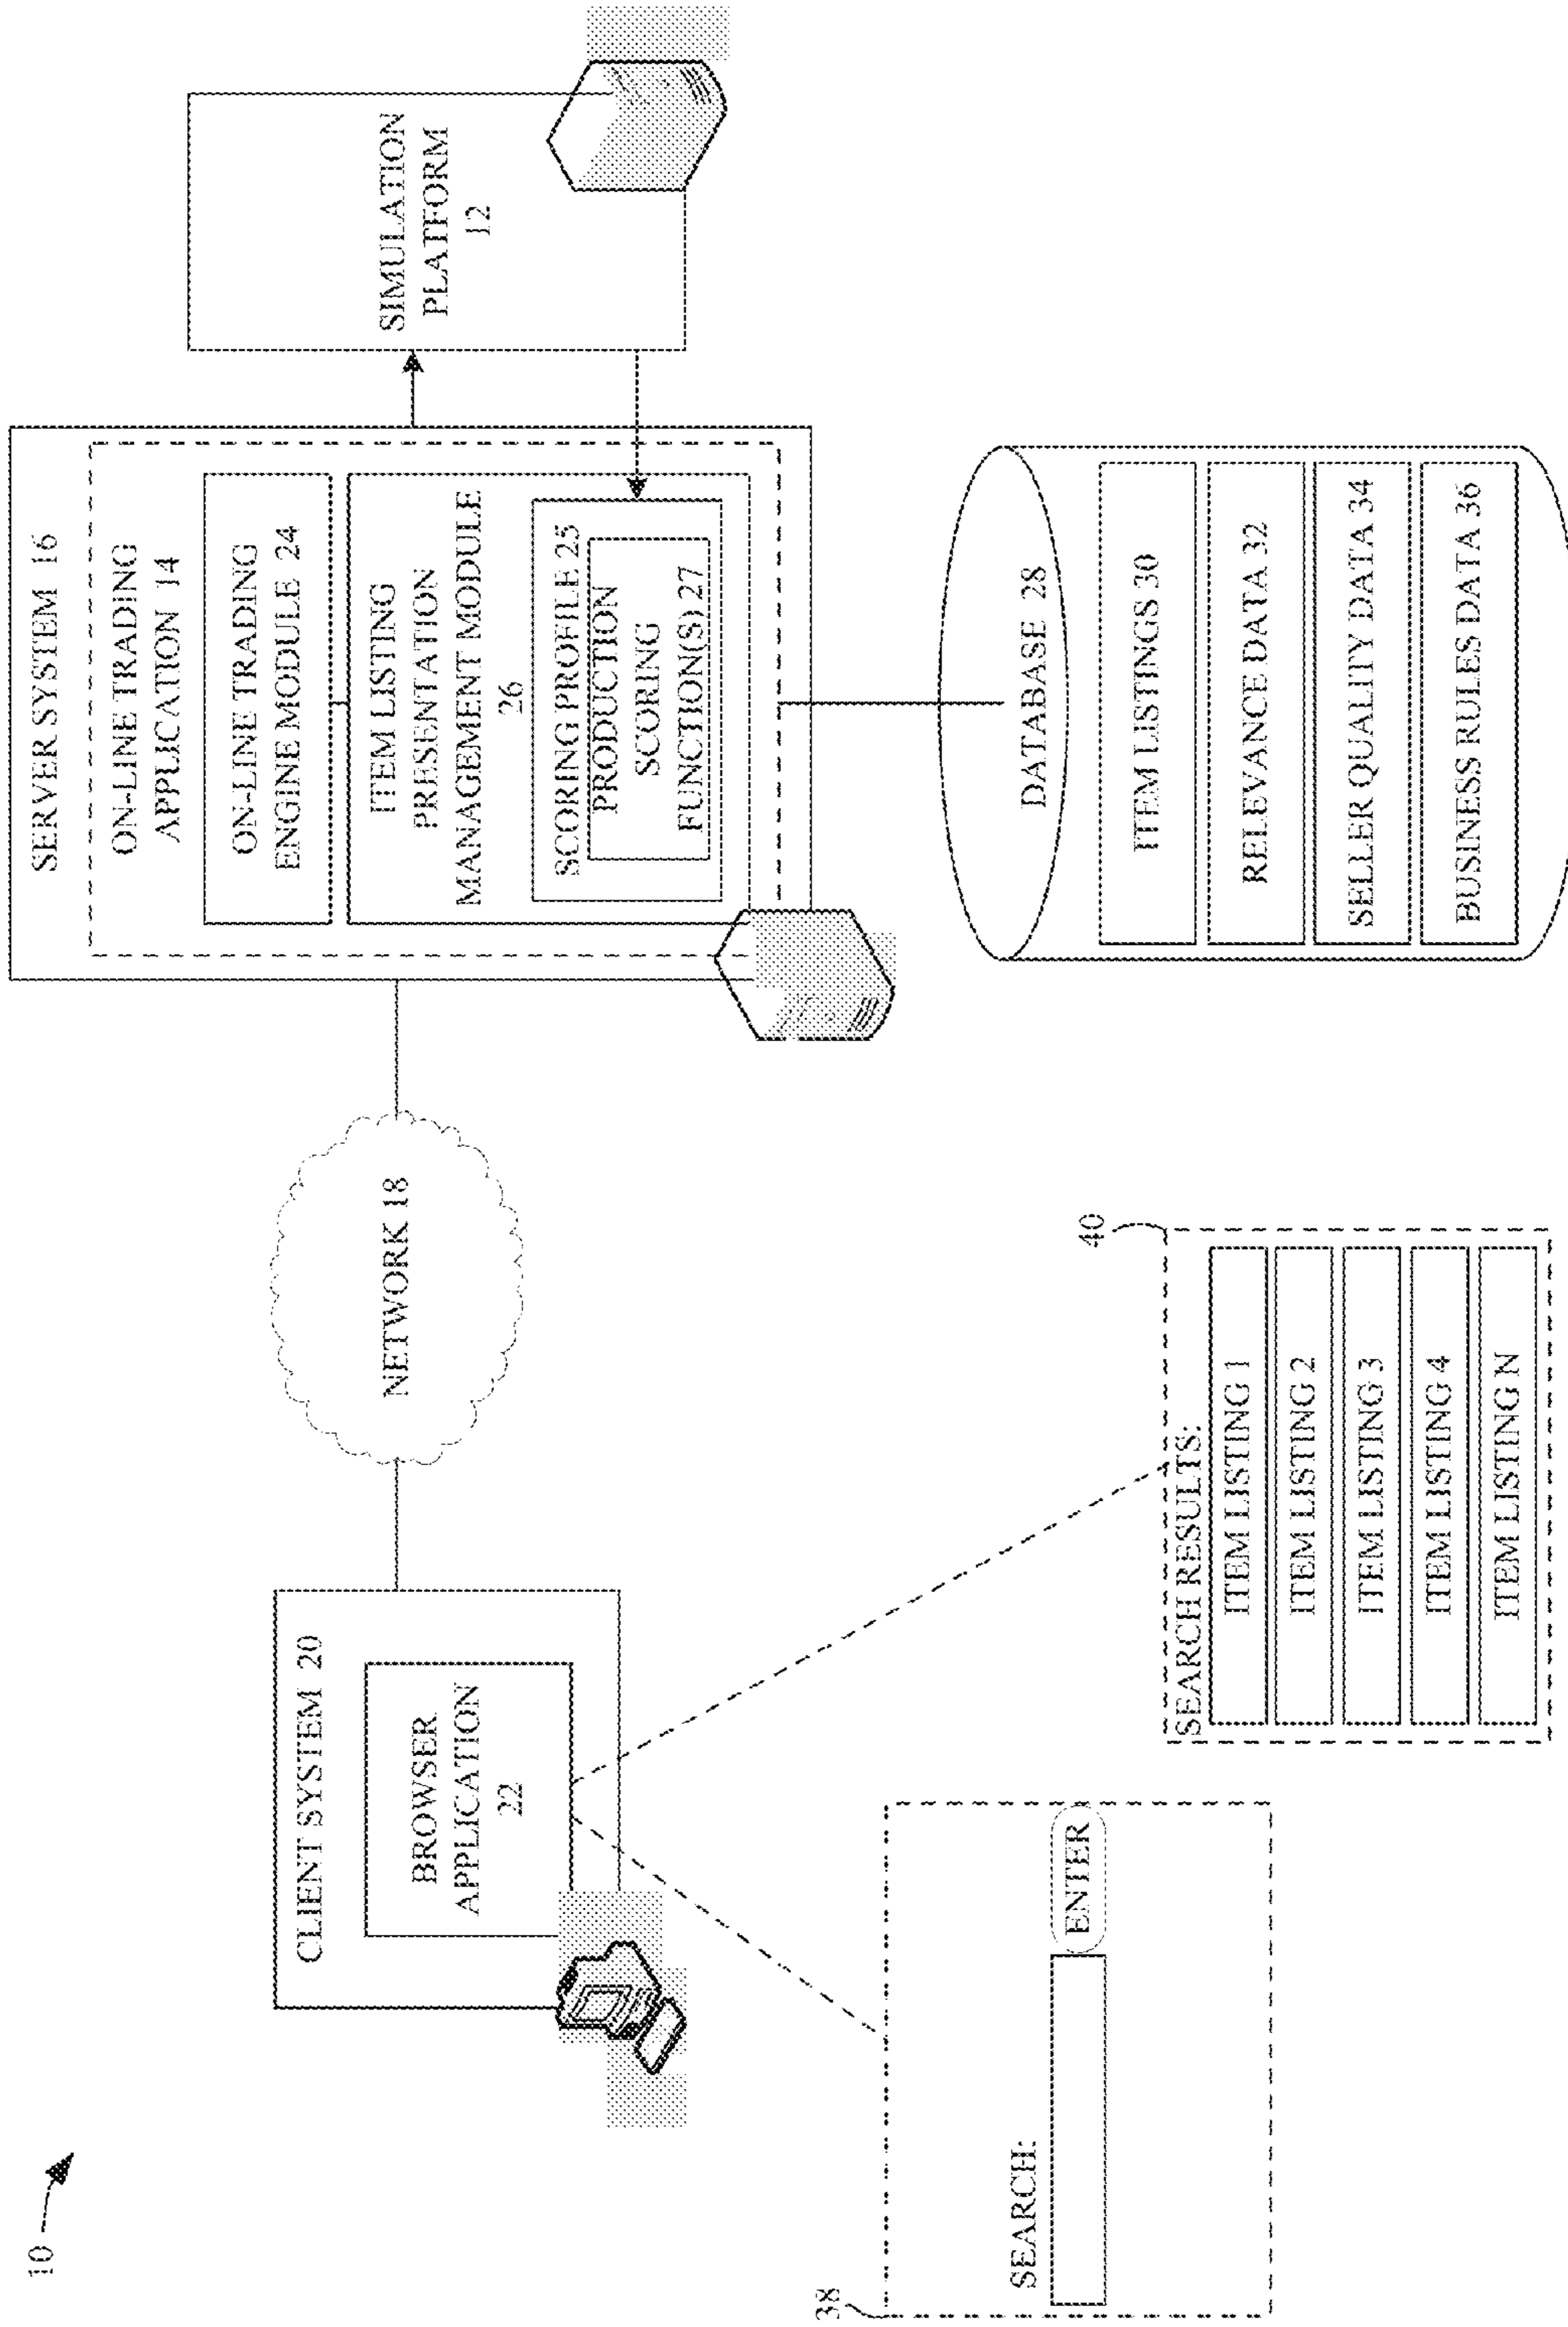 10
CLIENT SYSTEM 20
BROWSER
APPLICATION
22
NETWORK 18
SERVER SYSTEM 16
ON-LINE TRADING
APPLICATION 14
ON-LINE TRADING
ENGINE MODULE 24
ITEM LISTING
PRESENTATION
MANAGEMENT MODULE
26
SCORING PROFILE 25
PRODUCTION
SCORING
FUNCTION(S) 27
SIMULATION
PLATFORM
12
38
SEARCH:
ENTER
40
SEARCH RESULTS:
ITEM LISTING 1
ITEM LISTING 2
ITEM LISTING 3
ITEM LISTING 4
ITEM LISTING N
DATABASE 28
ITEM LISTINGS 30
RELEVANCE DATA 32
SELLER QUALITY DATA 34
BUSINESS RULES DATA 36